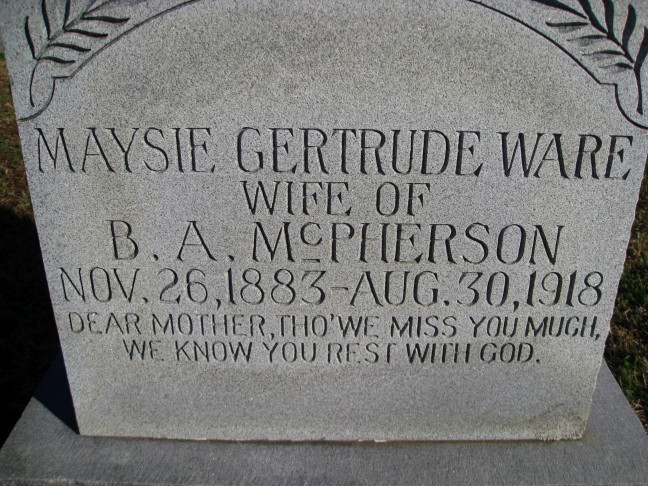 MAYSIE GERTRUDE WARE
WIFE OF
B. A. McPHERSON
NOV. 26, 1883-AUG. 30, 1918
DEAR MOTHER, THO' WE MISS YOU MUCH,
WE KNOW YOU REST WITH GOD.